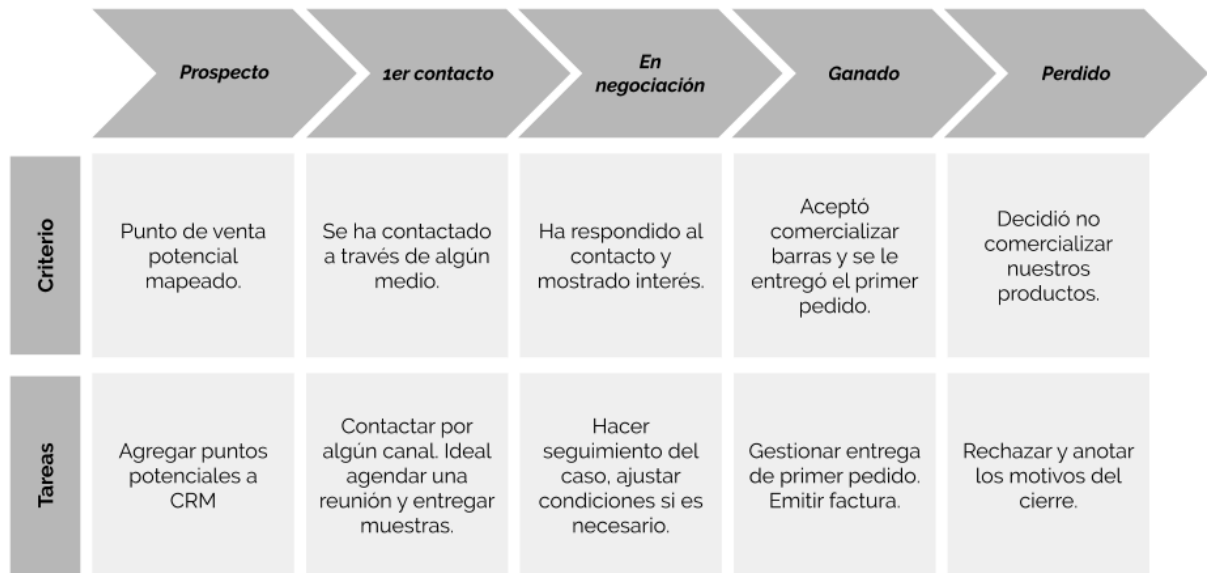 Prospecto
1er contacto
En
negociación
Ganado
Perdido
Criterio
Punto de venta
potencial
mapeado.
Se ha contactado
a través de algún
medio.
Ha respondido al
contacto y
mostrado interés.
Aceptó
comercializar
barras y se le
entregó el primer
pedido.
Decidió no
comercializar
nuestros
productos.
Tareas
Agregar puntos
potenciales a
CRM
Contactar por
algún canal. Ideal
agendar una
reunión y entregar
muestras.
Hacer
seguimiento del
caso, ajustar
condiciones si es
necesario.
Gestionar entrega
de primer pedido.
Emitir factura.
Rechazar y anotar
los motivos del
cierre.